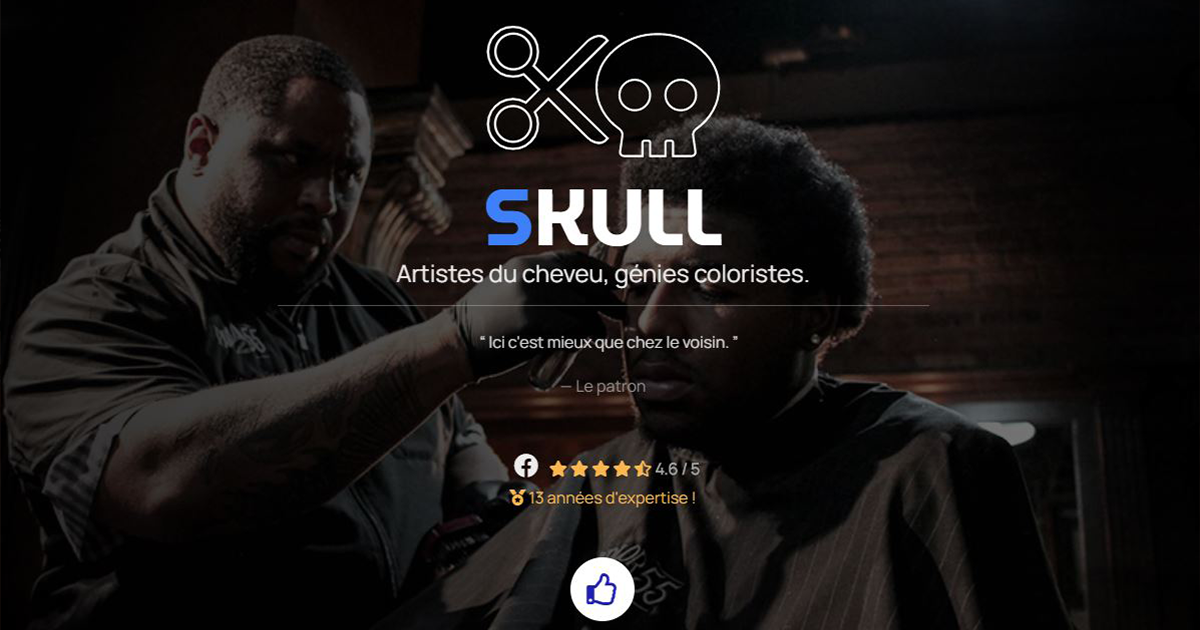 SKULL
Artistes du cheveu, génies coloristes.
“ Ici c'est mieux que chez le voisin. ”
— Le patron
4.6 / 5
13 années d'expertise !